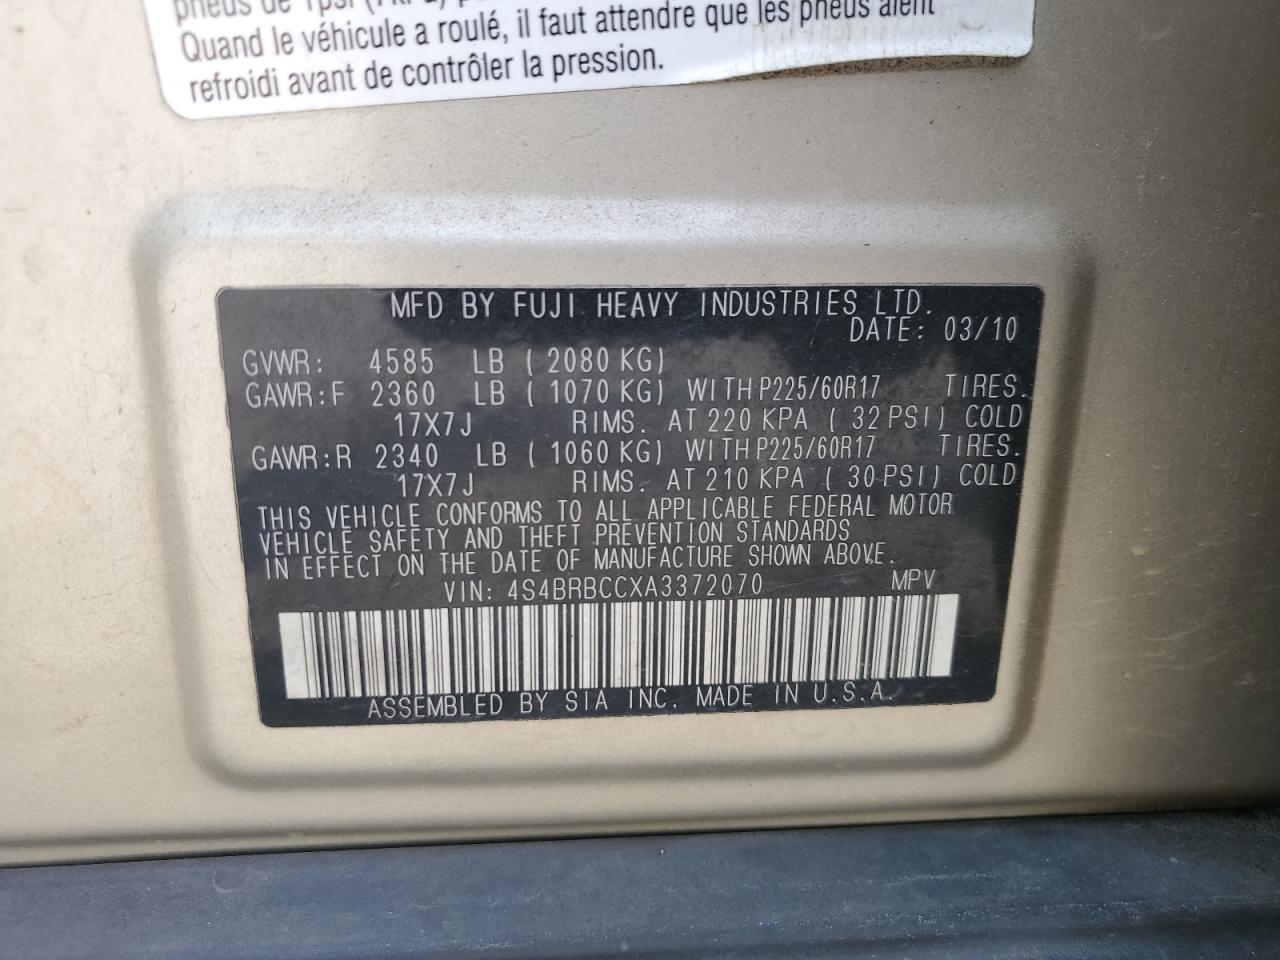 pneus de 1psi
Quand le véhicule a roulé, il faut attendre que les pneus aient
refroidi avant de contrôler la pression.
MFD BY FUJI HEAVY INDUSTRIES LTD.
DATE: 03/10
GVWR: 4585 LB ( 2080 KG)
GAWR:F 2360 LB ( 1070 KG) WITH P225/60R17 TIRES.
17X7J RIMS. AT 220 KPA ( 32 PSI) COLD
GAWR:R 2340 LB ( 1060 KG) WITH P225/60R17 TIRES.
17X7J RIMS. AT 210 KPA ( 30 PSI) COLD
THIS VEHICLE CONFORMS TO ALL APPLICABLE FEDERAL MOTOR
VEHICLE SAFETY AND THEFT PREVENTION STANDARDS
IN EFFECT ON THE DATE OF MANUFACTURE SHOWN ABOVE.
VIN: 4S4BRBCCXA3372070 MPV
ASSEMBLED BY SIA INC. MADE IN U.S.A.